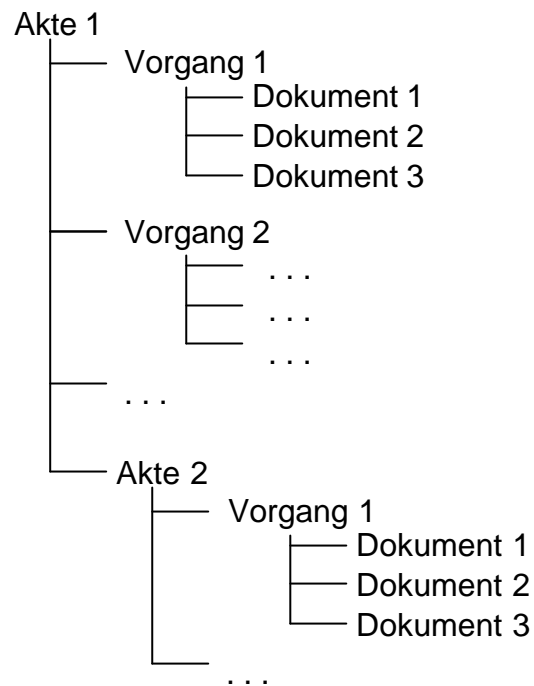 Akte 1
Vorgang 1
Dokument 1
Dokument 2
Dokument 3
Vorgang 2
. . .
. . .
. . .
. . .
Akte 2
Vorgang 1
Dokument 1
Dokument 2
Dokument 3
. . .